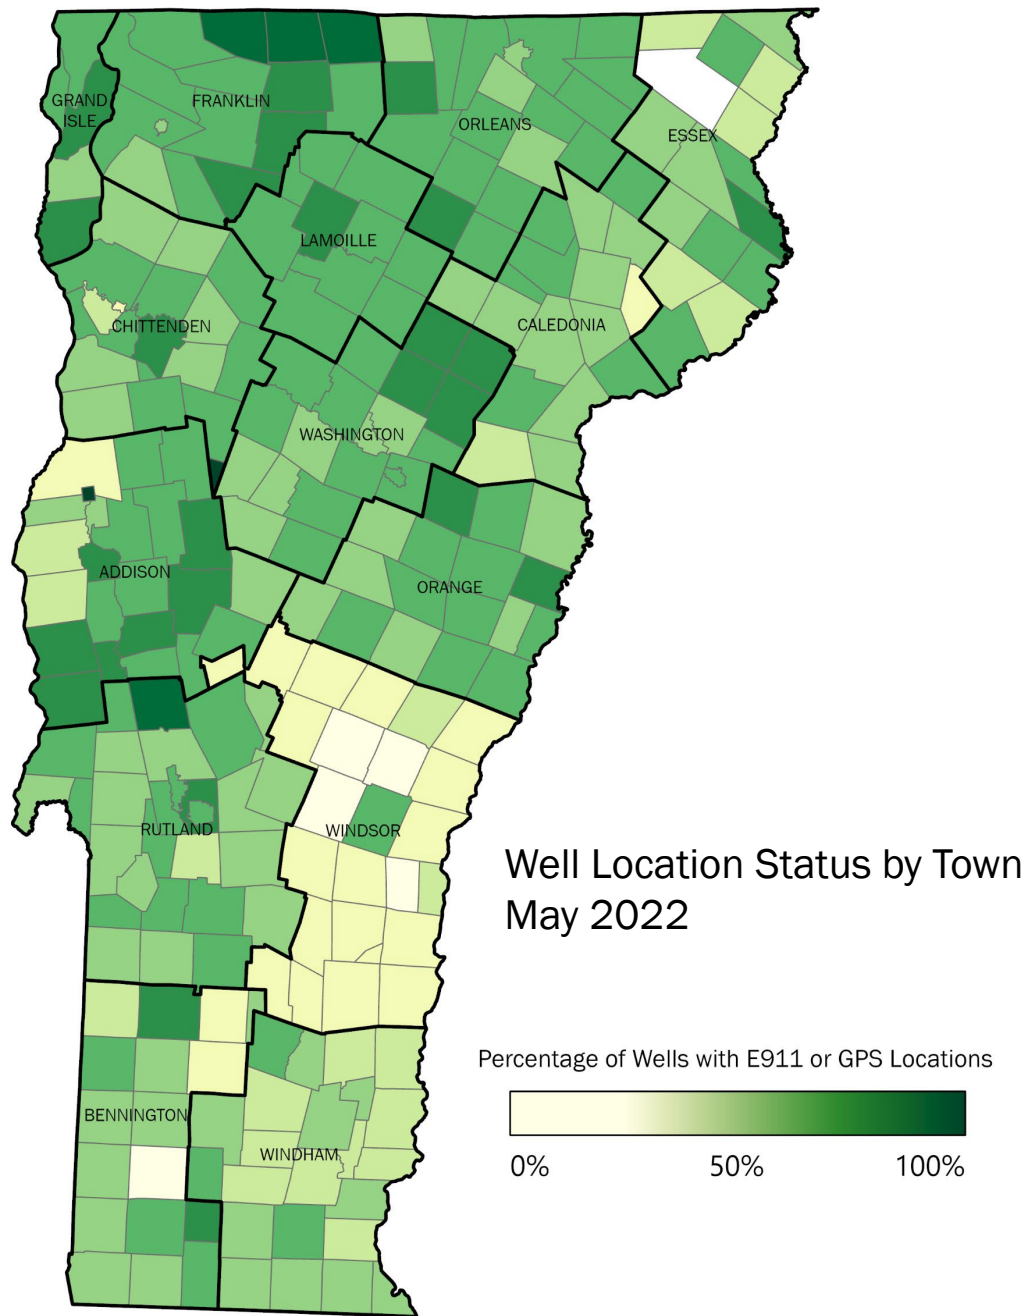 GRAND
ISLE
FRANKLIN
ORLEANS
ESSEX
LAMOILLE
CHITTENDEN
CALEDONIA
WASHINGTON
ADDISON
ORANGE
RUTLAND
WINDSOR
Well Location Status by Town
May 2022
Percentage of Wells with E911 or GPS Locations
0% 50% 100%
BENNINGTON
WINDHAM